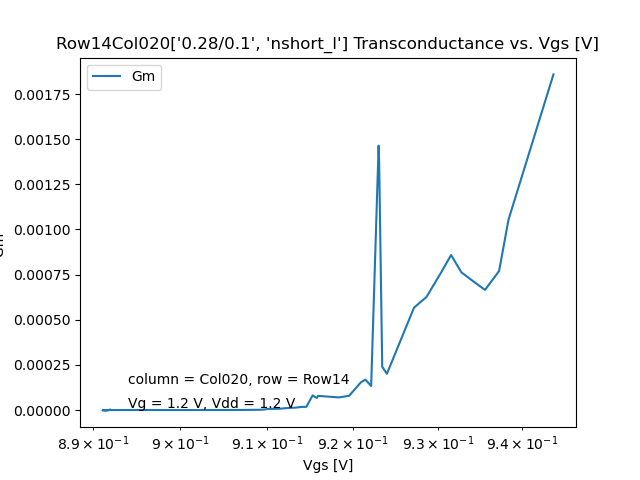 Row14Col020['0.28/0.1', 'nshort_l'] Transconductance vs. Vgs [V]
Gm
0.00175
0.00150
0.00125
0.00100
0.00075
0.00050
0.00025
0.00000
Gm
column = Col020, row = Row14
Vg = 1.2 V, Vdd = 1.2 V
8.9 × 10⁻¹ 9 × 10⁻¹ 9.1 × 10⁻¹ 9.2 × 10⁻¹ 9.3 × 10⁻¹ 9.4 × 10⁻¹
Vgs [V]